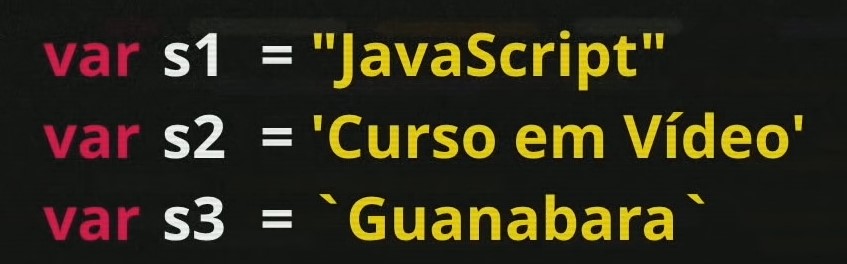 var s1 = "JavaScript"
var s2 = 'Curso em Vídeo'
var s3 = `Guanabara`